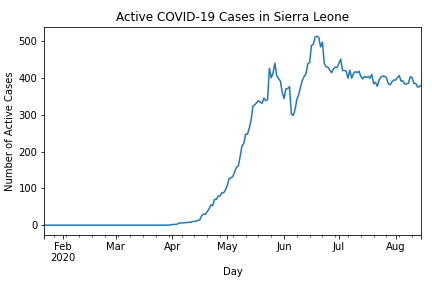 Active COVID-19 Cases in Sierra Leone
500
400
300
200
100
0
Number of Active Cases
Feb Mar Apr May Jun Jul Aug
2020
Day